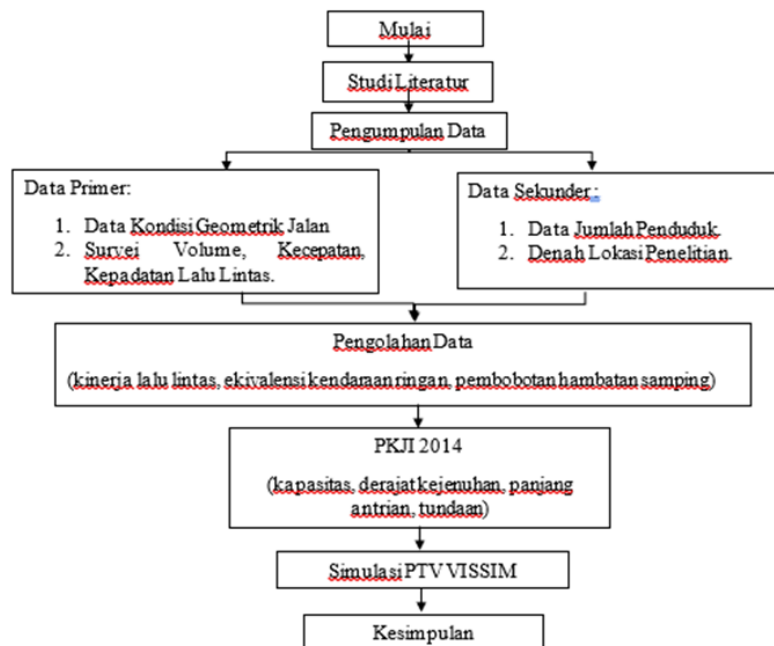 Mulai
Studi Literatur
Pengumpulan Data
Data Primer:
1. Data Kondisi Geometrik Jalan
2. Survei Volume, Kecepatan,
Kepadatan Lalu Lintas.
Data Sekunder :
1. Data Jumlah Penduduk.
2. Denah Lokasi Penelitian.
Pengolahan Data
(kinerja lalu lintas, ekivalensi kendaraan ringan, pembobotan hambatan samping)
PKJI 2014
(kapasitas, derajat kejenuhan, panjang
antrian, tundaan)
Simulasi PTV VISSIM
Kesimpulan